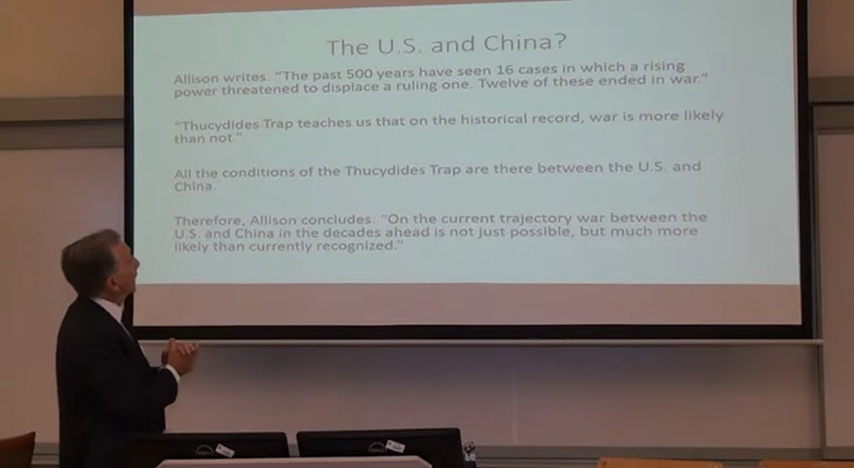 The U.S. and China?
Allison writes: "The past 500 years have seen 16 cases in which a rising
power threatened to displace a ruling one. Twelve of these ended in war."
"Thucydides Trap teaches us that on the historical record, war is more likely
than not."
All the conditions of the Thucydides Trap are there between the U.S. and
China.
Therefore, Allison concludes: "On the current trajectory war between the
U.S. and China in the decades ahead is not just possible, but much more
likely than currently recognized."